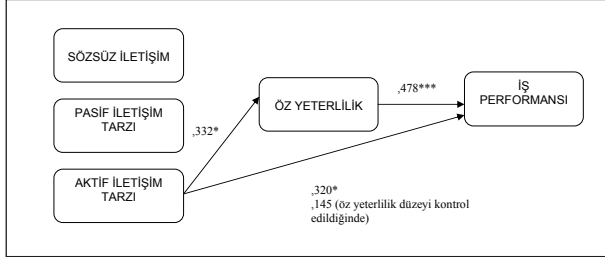 SÖZSÜZ İLETİŞİM
PASİF İLETİŞİM
TARZI
AKTİF İLETİŞİM
TARZI
,332*
ÖZ YETERLİLİK
,478***
İŞ
PERFORMANSI
,320*
,145 (öz yeterlilik düzeyi kontrol
edildiğinde)